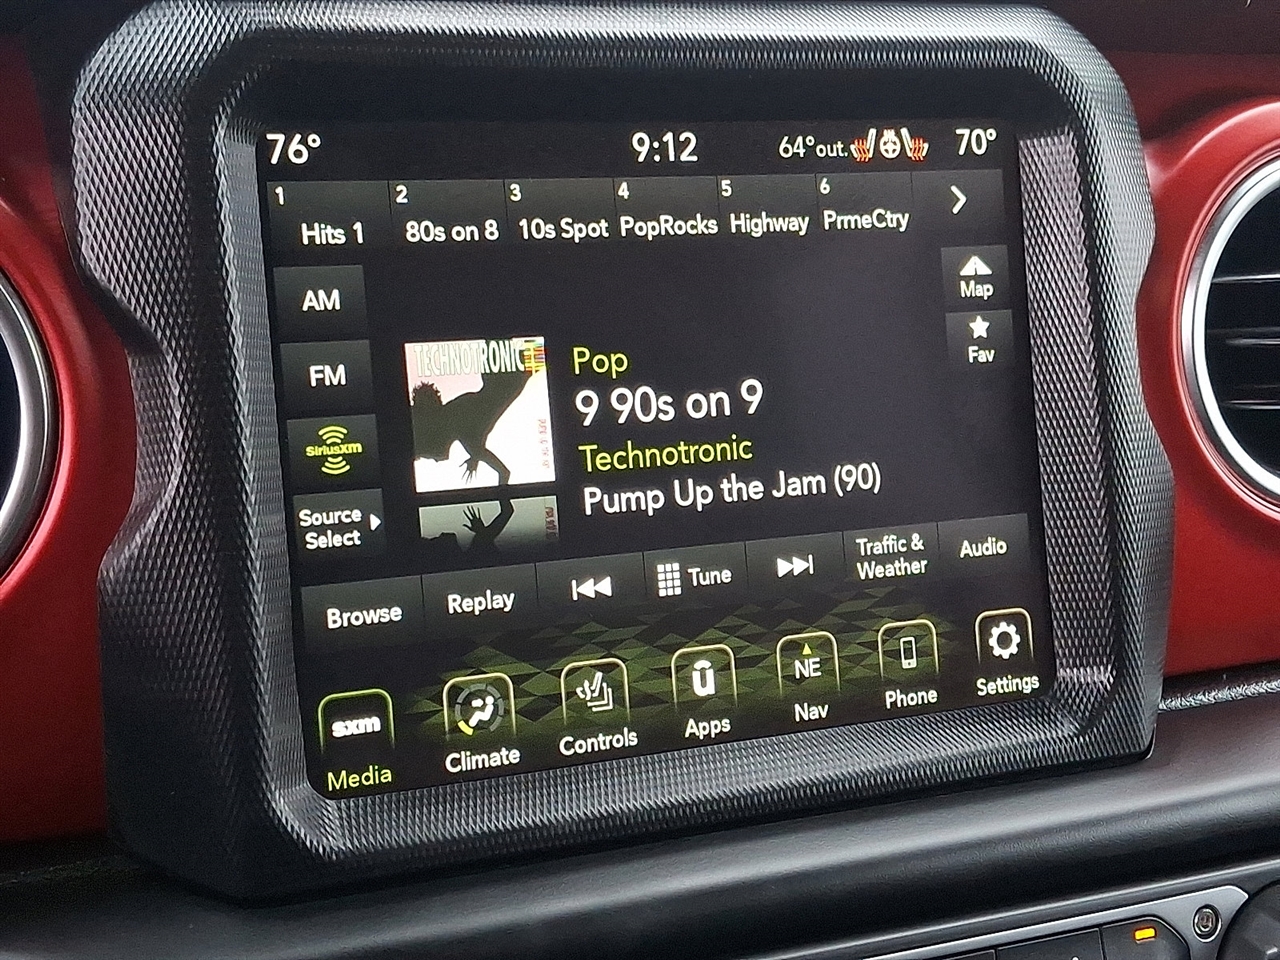 76° 9:12 64°out. 70°
1 2 3 4 5 6
Hits 1 80s on 8 10s Spot PopRocks Highway PrmeCtry
AM
FM
SiriusXm
Source
Select
Map
Fav
TECHNOTRONIC
Pop
9 90s on 9
Technotronic
Pump Up the Jam (90)
Browse Replay Tune Traffic &
Weather Audio
sxm û NE
Media Climate Controls Apps Nav Phone Settings